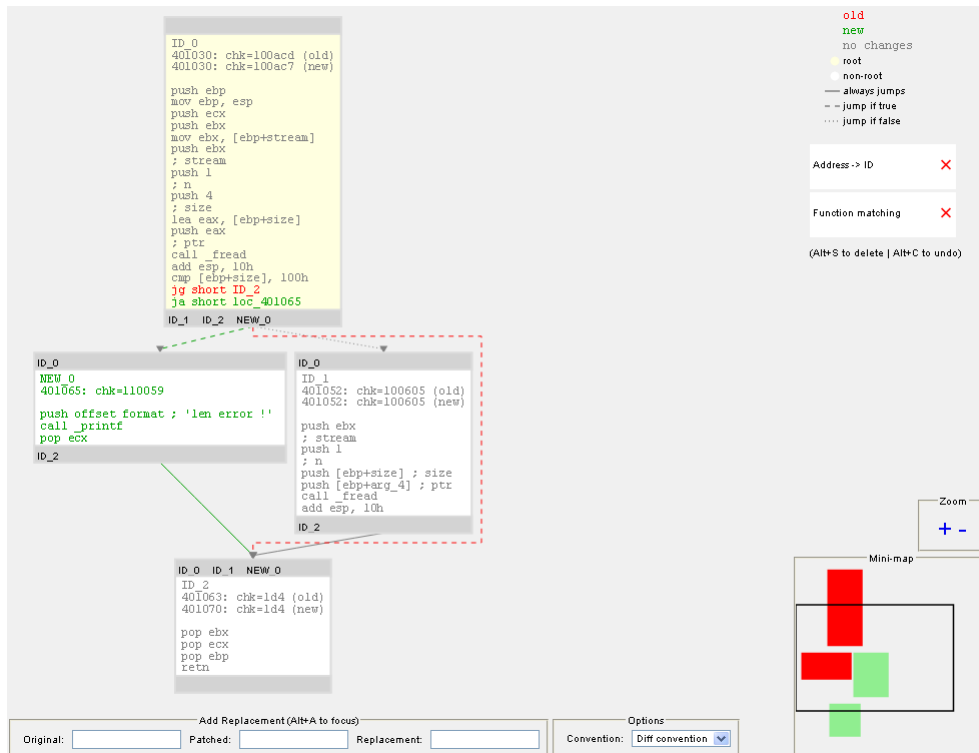 old
new
no changes
root
non-root
always jumps
jump if true
jump if false
Address -> ID
Function matching
(Alt+S to delete | Alt+C to undo)
ID_0
401030: chk=100acd (old)
401030: chk=100ac7 (new)
push ebp
mov ebp, esp
push ecx
push ebx
mov ebx, [ebp+stream]
push ebx
; stream
push 1
; n
push 4
; size
lea eax, [ebp+size]
push eax
; ptr
call _fread
add esp, 10h
cmp [ebp+size], 100h
jg short ID_2
ja short loc_401065
ID_1 ID_2 NEW_0
ID_0
NEW_0
401065: chk=110059
push offset format ; 'len error !'
call _printf
pop ecx
ID_2
ID_0
ID_1
401052: chk=100605 (old)
401052: chk=100605 (new)
push ebx
; stream
push 1
; n
push [ebp+size] ; size
push [ebp+arg_4] ; ptr
call _fread
add esp, 10h
ID_2
ID_0 ID_1 NEW_0
ID_2
401063: chk=1d4 (old)
401070: chk=1d4 (new)
pop ebx
pop ecx
pop ebp
retn
Zoom
+ -
Mini-map
Add Replacement (Alt+A to focus)
Original: Patched: Replacement:
Options
Convention: Diff convention